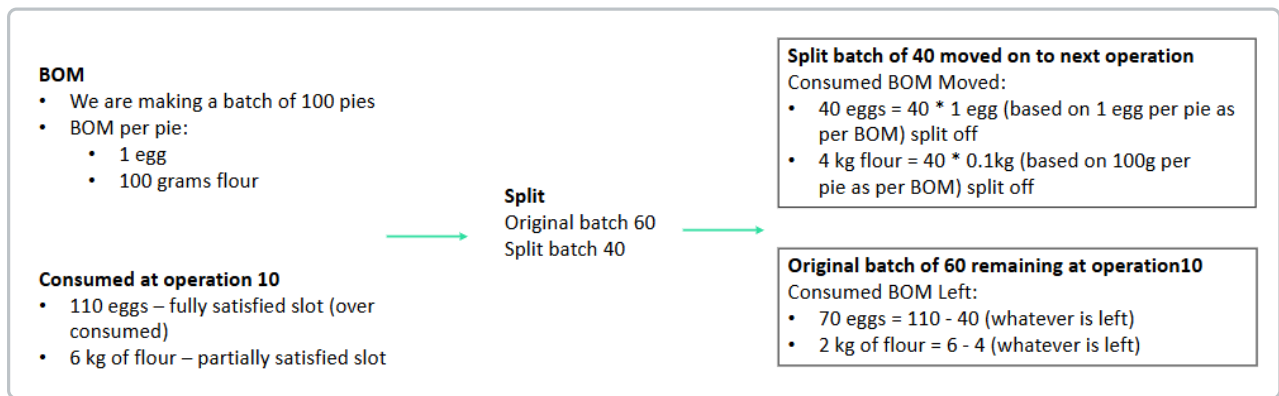 BOM
• We are making a batch of 100 pies
• BOM per pie:
• 1 egg
• 100 grams flour
Consumed at operation 10
• 110 eggs – fully satisfied slot (over
consumed)
• 6 kg of flour – partially satisfied slot
Split
Original batch 60
Split batch 40
Split batch of 40 moved on to next operation
Consumed BOM Moved:
• 40 eggs = 40 * 1 egg (based on 1 egg per pie as
per BOM) split off
• 4 kg flour = 40 * 0.1kg (based on 100g per
pie as per BOM) split off
Original batch of 60 remaining at operation10
Consumed BOM Left:
• 70 eggs = 110 - 40 (whatever is left)
• 2 kg of flour = 6 - 4 (whatever is left)